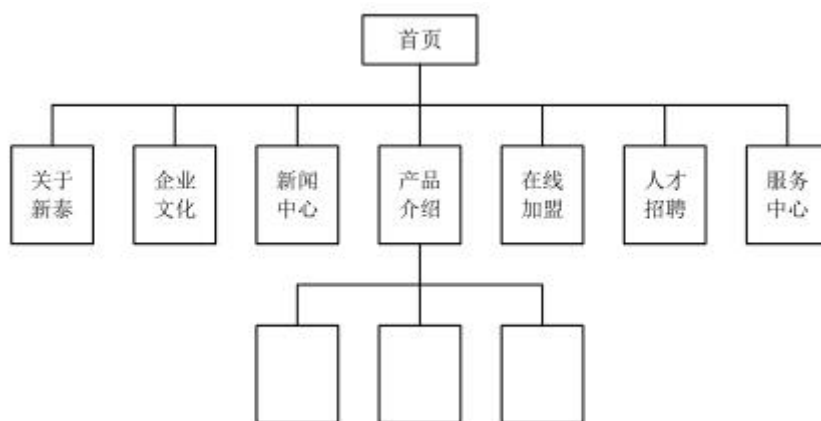 首页
关于
新泰
企业
文化
新闻
中心
产品
介绍
在线
加盟
人才
招聘
服务
中心